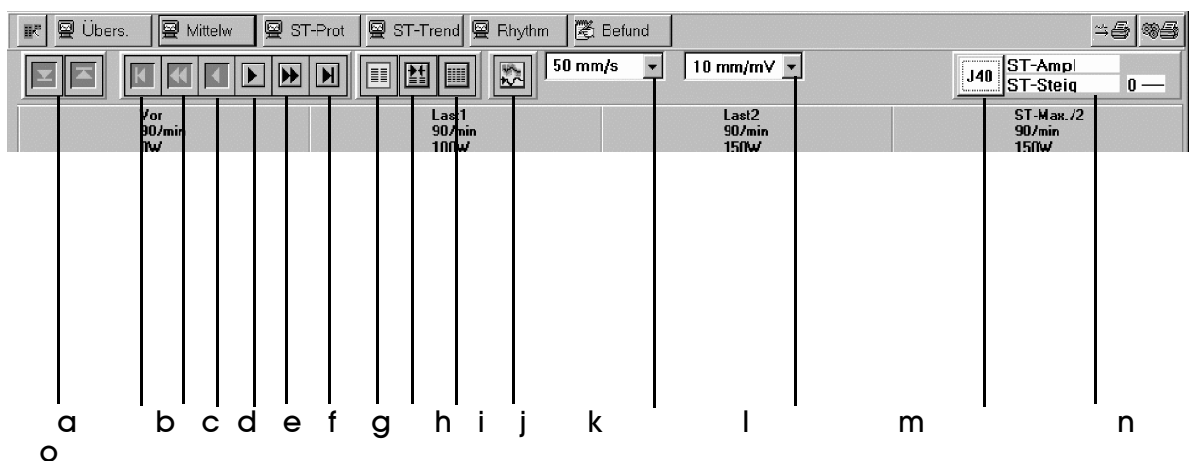 Übers. Mittelw ST-Prot ST-Trend Rhythm Eefund
50 mm/s 10 mm/mV J40 ST-Ampl
ST-Steig 0
Vor Last1 Last2 ST-Max./2
90/min 90/min 90/min 90/min
0W 100W 150W 150W
a b c d e f g h i j k l m n
o